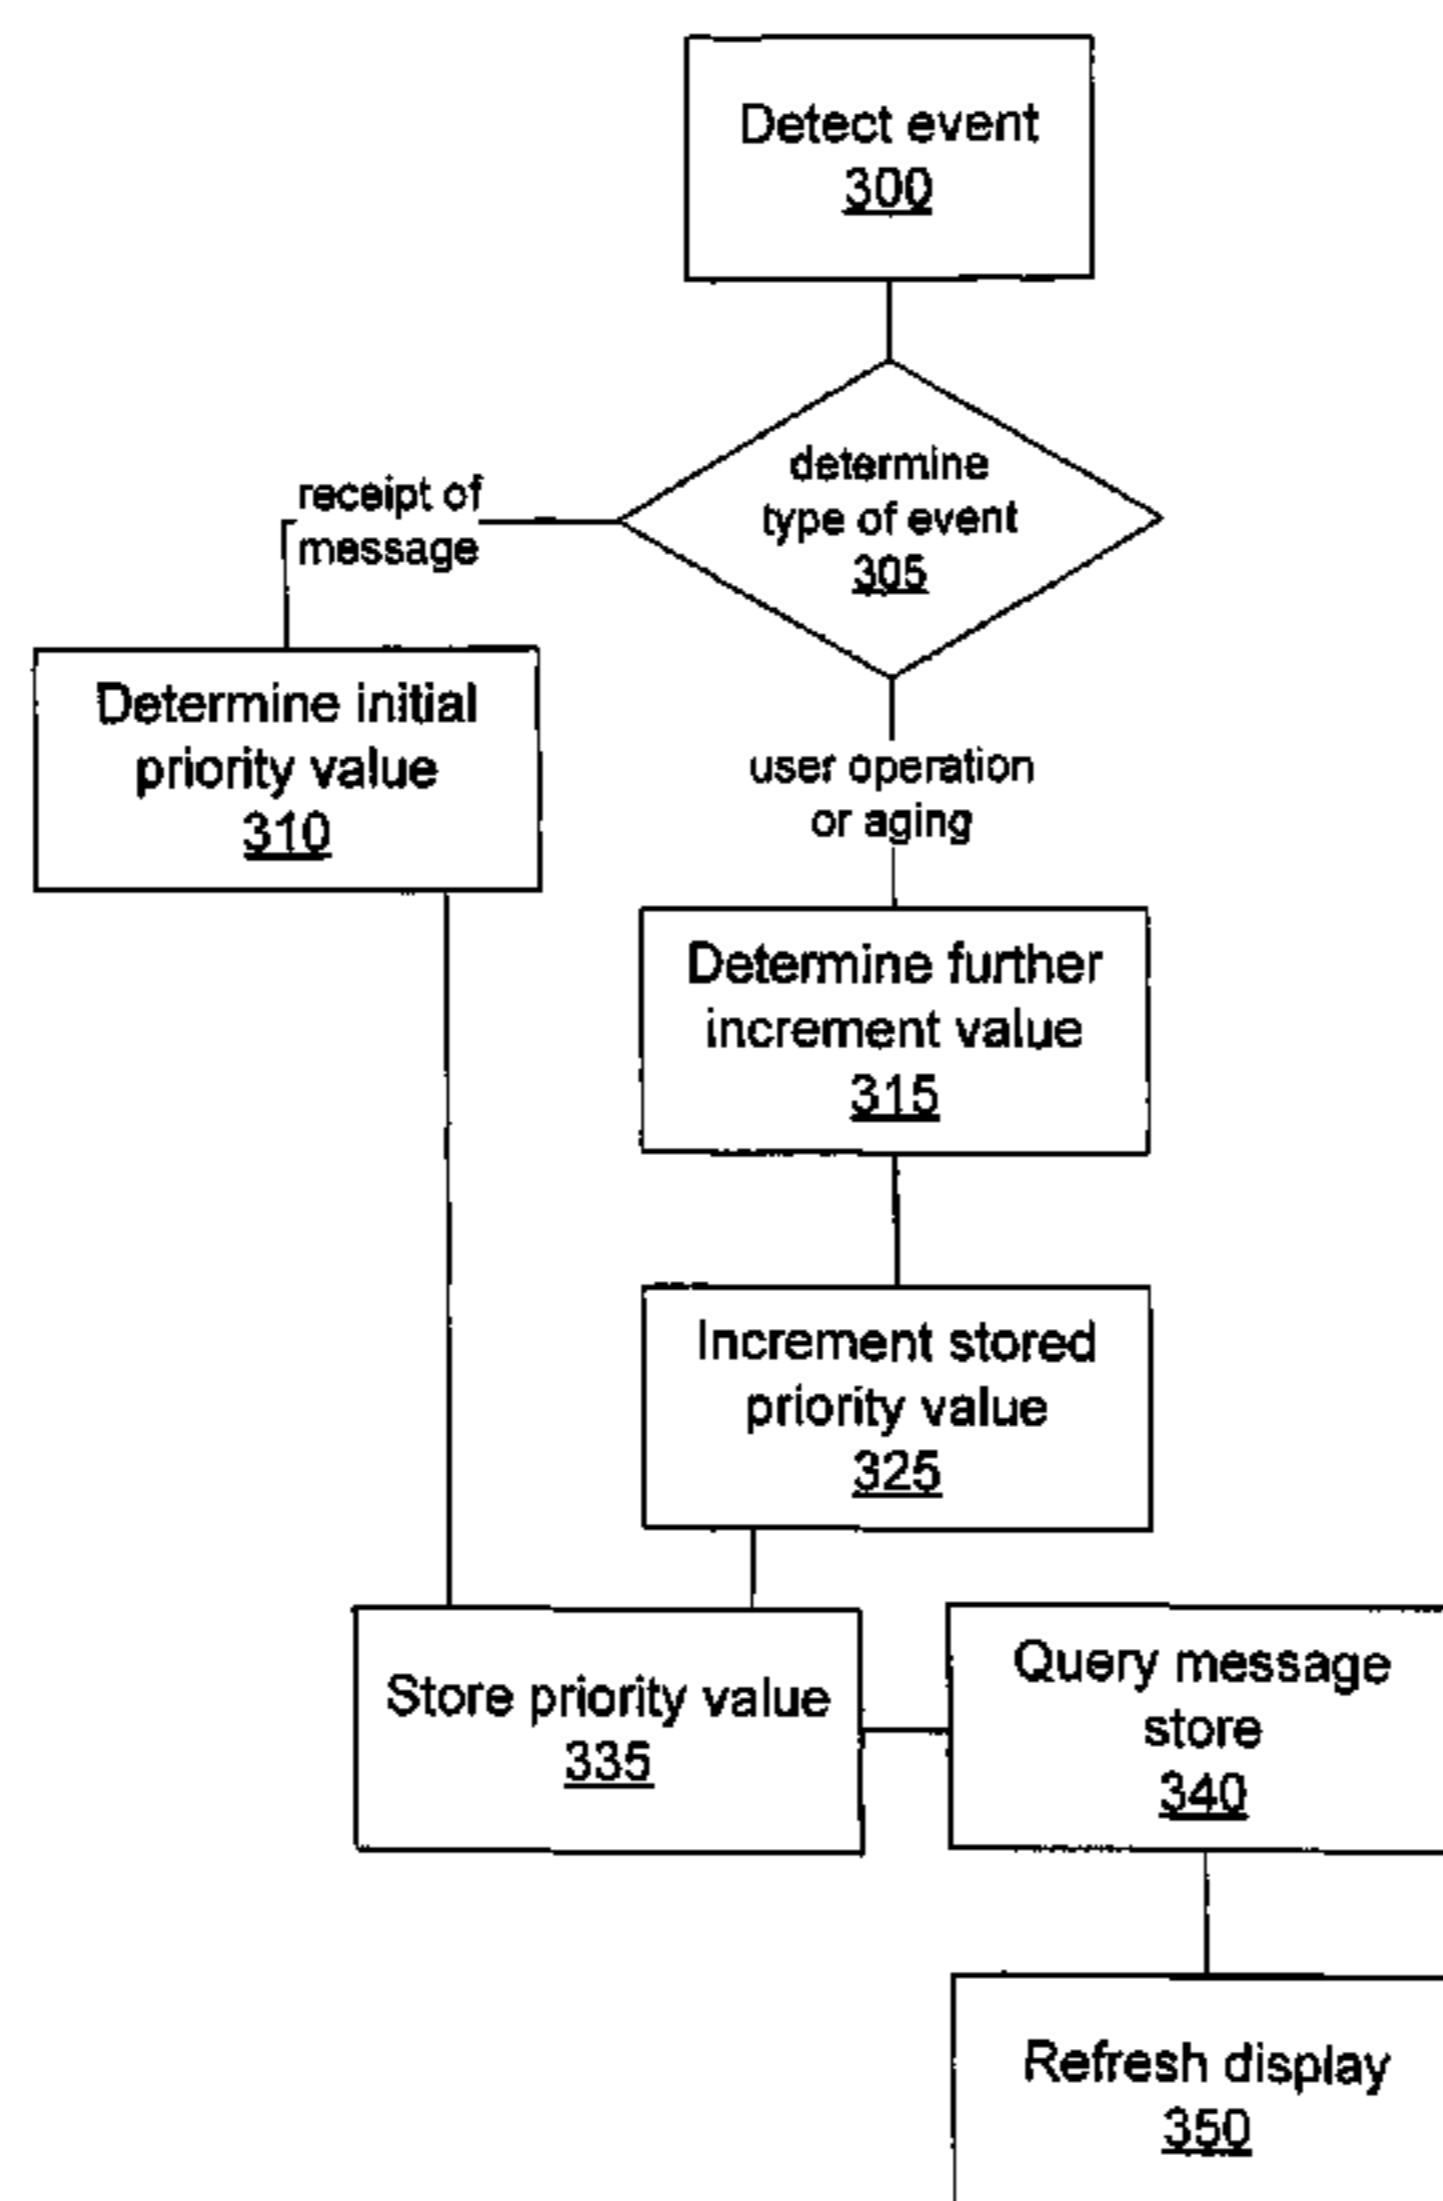 Detect event
300
determine
type of event
305
receipt of
message
Determine initial
priority value
310
user operation
or aging
Determine further
increment value
315
Increment stored
priority value
325
Store priority value
335
Query message
store
340
Refresh display
350